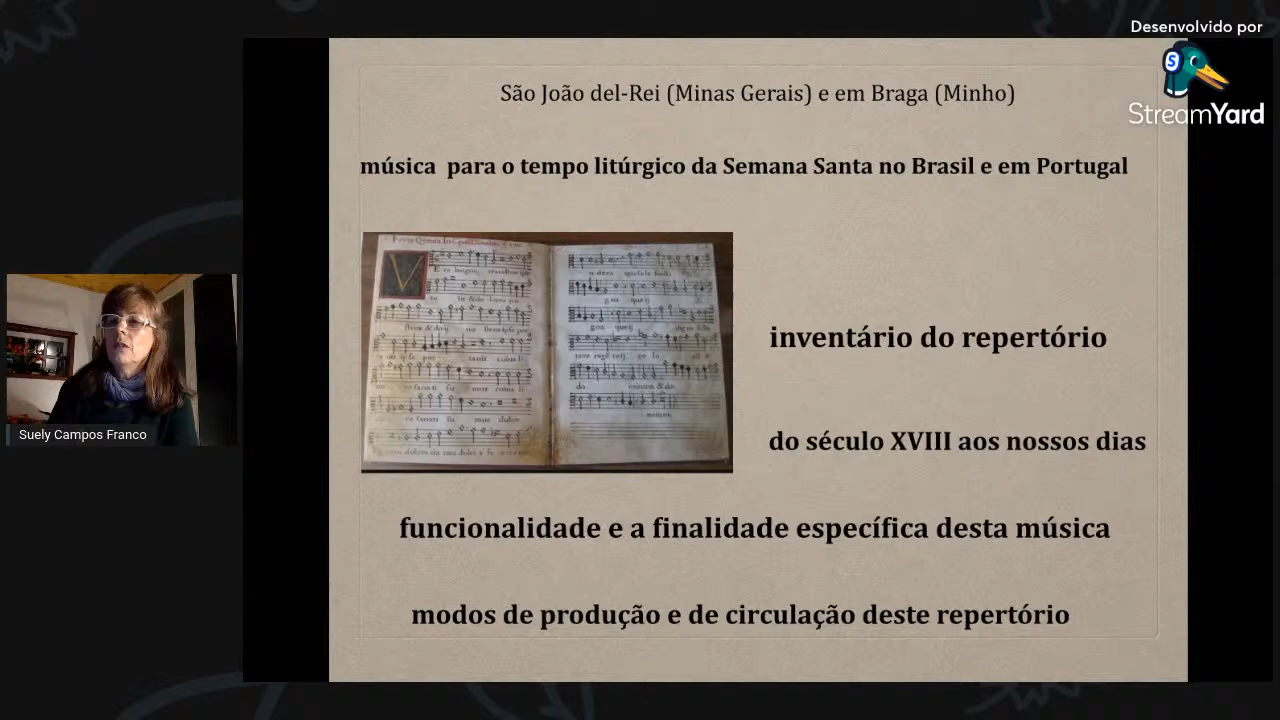 Desenvolvido por
StreamYard
São João del-Rei (Minas Gerais) e em Braga (Minho)
música para o tempo litúrgico da Semana Santa no Brasil e em Portugal
inventário do repertório
do século XVIII aos nossos dias
funcionalidade e a finalidade específica desta música
modos de produção e de circulação deste repertório
Suely Campos Franco